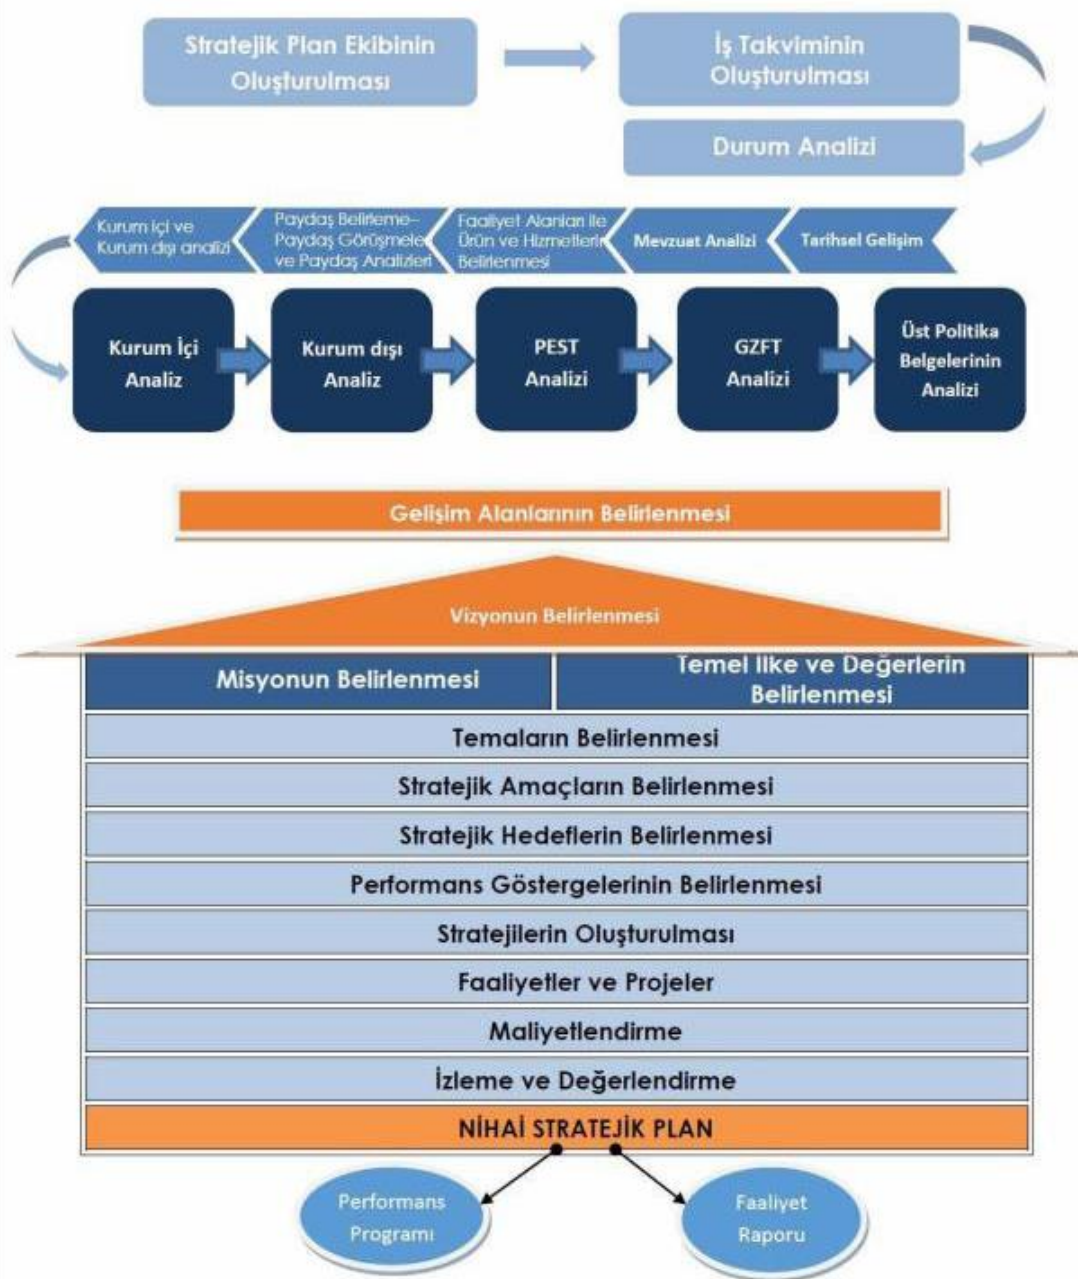 Stratejik Plan Ekibinin
Oluşturulması
İş Takviminin
Oluşturulması
Durum Analizi
Kurum içi ve
Kurum dışı analizi
Paydaş Belirleme–
Paydaş Görüşmele
ve Paydaş Analizleri
Faaliyet Alanları ile
Ürün ve Hizmetlerin
Belirlenmesi
Mevzuat Analizi
Tarihsel Gelişim
Kurum İçi
Analiz
Kurum dışı
Analiz
PEST
Analizi
GZFT
Analizi
Üst Politika
Belgelerinin
Analizi
Gelişim Alanlarının Belirlenmesi
Vizyonun Belirlenmesi
Misyonun Belirlenmesi
Temel İlke ve Değerlerin
Belirlenmesi
Temaların Belirlenmesi
Stratejik Amaçların Belirlenmesi
Stratejik Hedeflerin Belirlenmesi
Performans Göstergelerinin Belirlenmesi
Stratejilerin Oluşturulması
Faaliyetler ve Projeler
Maliyetlendirme
İzleme ve Değerlendirme
NİHAİ STRATEJİK PLAN
Performans
Programı
Faaliyet
Raporu